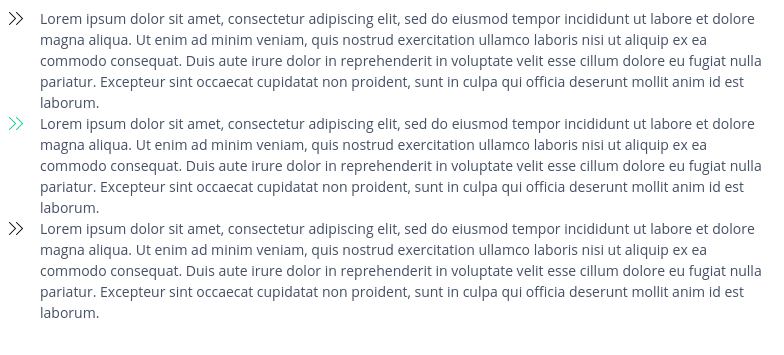 Lorem ipsum dolor sit amet, consectetur adipiscing elit, sed do eiusmod tempor incididunt ut labore et dolore
magna aliqua. Ut enim ad minim veniam, quis nostrud exercitation ullamco laboris nisi ut aliquip ex ea
commodo consequat. Duis aute irure dolor in reprehenderit in voluptate velit esse cillum dolore eu fugiat nulla
pariatur. Excepteur sint occaecat cupidatat non proident, sunt in culpa qui officia deserunt mollit anim id est
laborum.
Lorem ipsum dolor sit amet, consectetur adipiscing elit, sed do eiusmod tempor incididunt ut labore et dolore
magna aliqua. Ut enim ad minim veniam, quis nostrud exercitation ullamco laboris nisi ut aliquip ex ea
commodo consequat. Duis aute irure dolor in reprehenderit in voluptate velit esse cillum dolore eu fugiat nulla
pariatur. Excepteur sint occaecat cupidatat non proident, sunt in culpa qui officia deserunt mollit anim id est
laborum.
Lorem ipsum dolor sit amet, consectetur adipiscing elit, sed do eiusmod tempor incididunt ut labore et dolore
magna aliqua. Ut enim ad minim veniam, quis nostrud exercitation ullamco laboris nisi ut aliquip ex ea
commodo consequat. Duis aute irure dolor in reprehenderit in voluptate velit esse cillum dolore eu fugiat nulla
pariatur. Excepteur sint occaecat cupidatat non proident, sunt in culpa qui officia deserunt mollit anim id est
laborum.